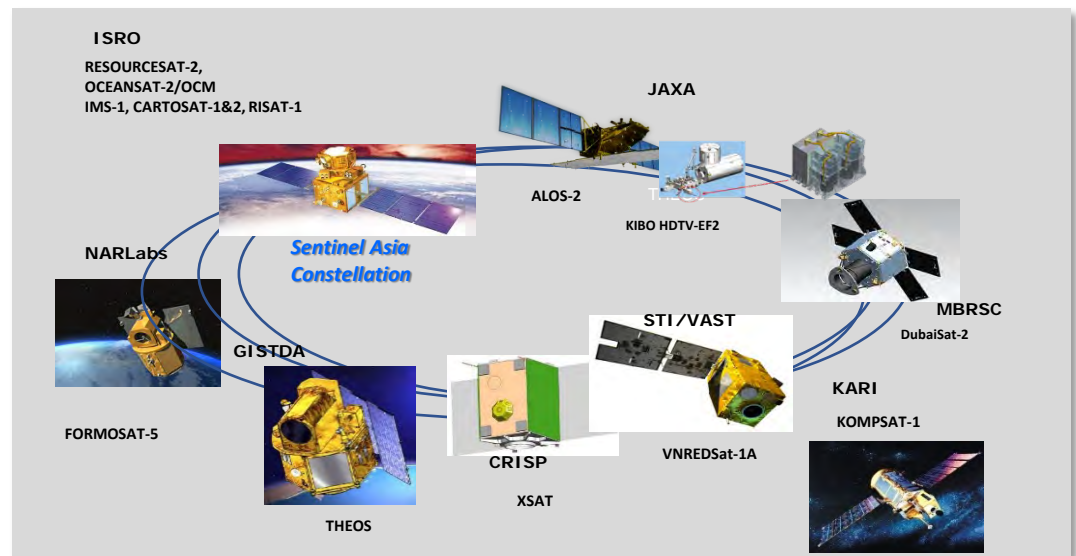 ISRO
RESOURCESAT-2,
OCEANSAT-2/OCM
IMS-1, CARTOSAT-1&2, RISAT-1
JAXA
ALOS-2
KIBO HDTV-EF2
Sentinel Asia
Constellation
NARLabs
MBRSC
DubaiSat-2
STI/VAST
GISTDA
KARI
KOMPSAT-1
FORMOSAT-5
VNREDSat-1A
CRISP
XSAT
THEOS